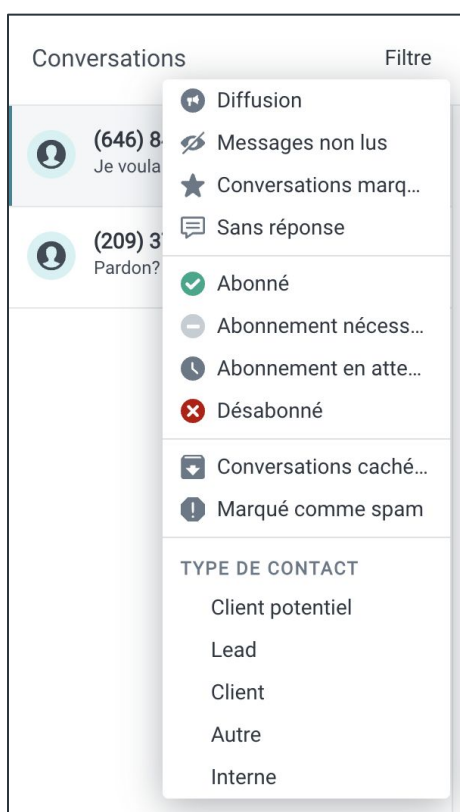 Conversations
Filtre
(646) 8
Je voula
(209) 3
Pardon?
Diffusion
Messages non lus
Conversations marq...
Sans réponse
Abonné
Abonnement nécess...
Abonnement en atte...
Désabonné
Conversations caché...
Marqué comme spam
TYPE DE CONTACT
Client potentiel
Lead
Client
Autre
Interne